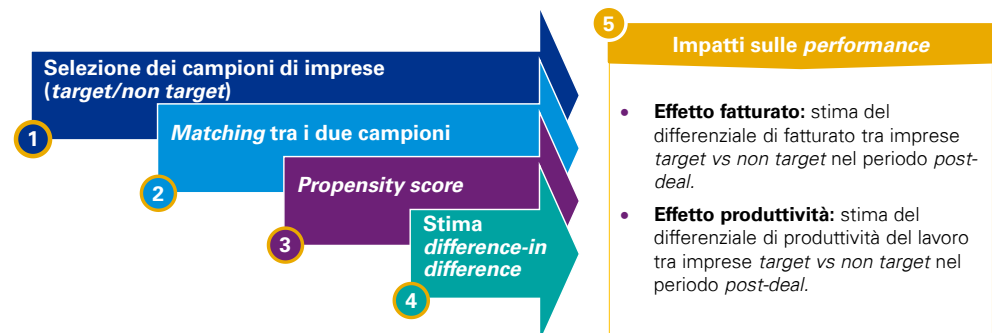 Selezione dei campioni di imprese
(target/non target)
1
Matching tra i due campioni
2
Propensity score
3
Stima
difference-in
difference
4
5
Impatti sulle performance
• Effetto fatturato: stima del
differenziale di fatturato tra imprese
target vs non target nel periodo post-
deal.
• Effetto produttività: stima del
differenziale di produttività del lavoro
tra imprese target vs non target nel
periodo post-deal.